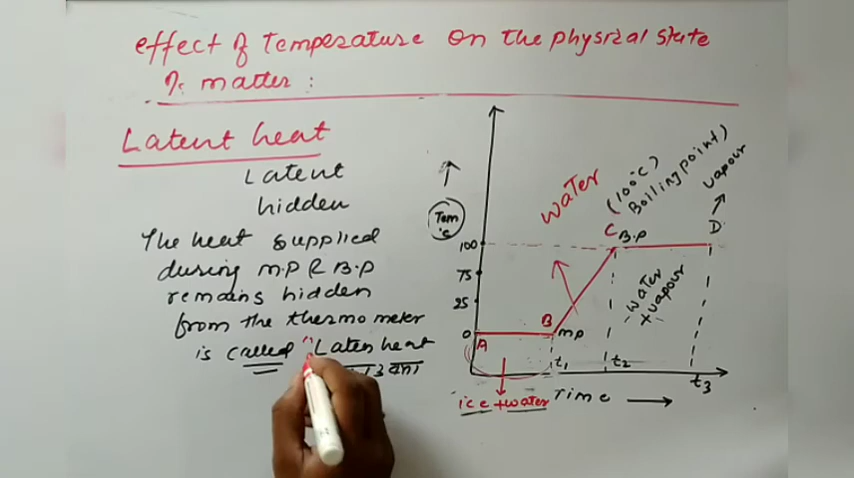 effect of Temperature on the physical state
of matter :
Latent heat
Latent
hidden
The heat supplied
during m.p & B.p
remains hidden
from the thermometer
is called "Laten heat
Tem °c
100
75
25
0
A
B
mp
C B.p
(100°C)
Boiling point)
D
vapour
water
water
+ vapour
t1
t2
t3
ice + water
Time